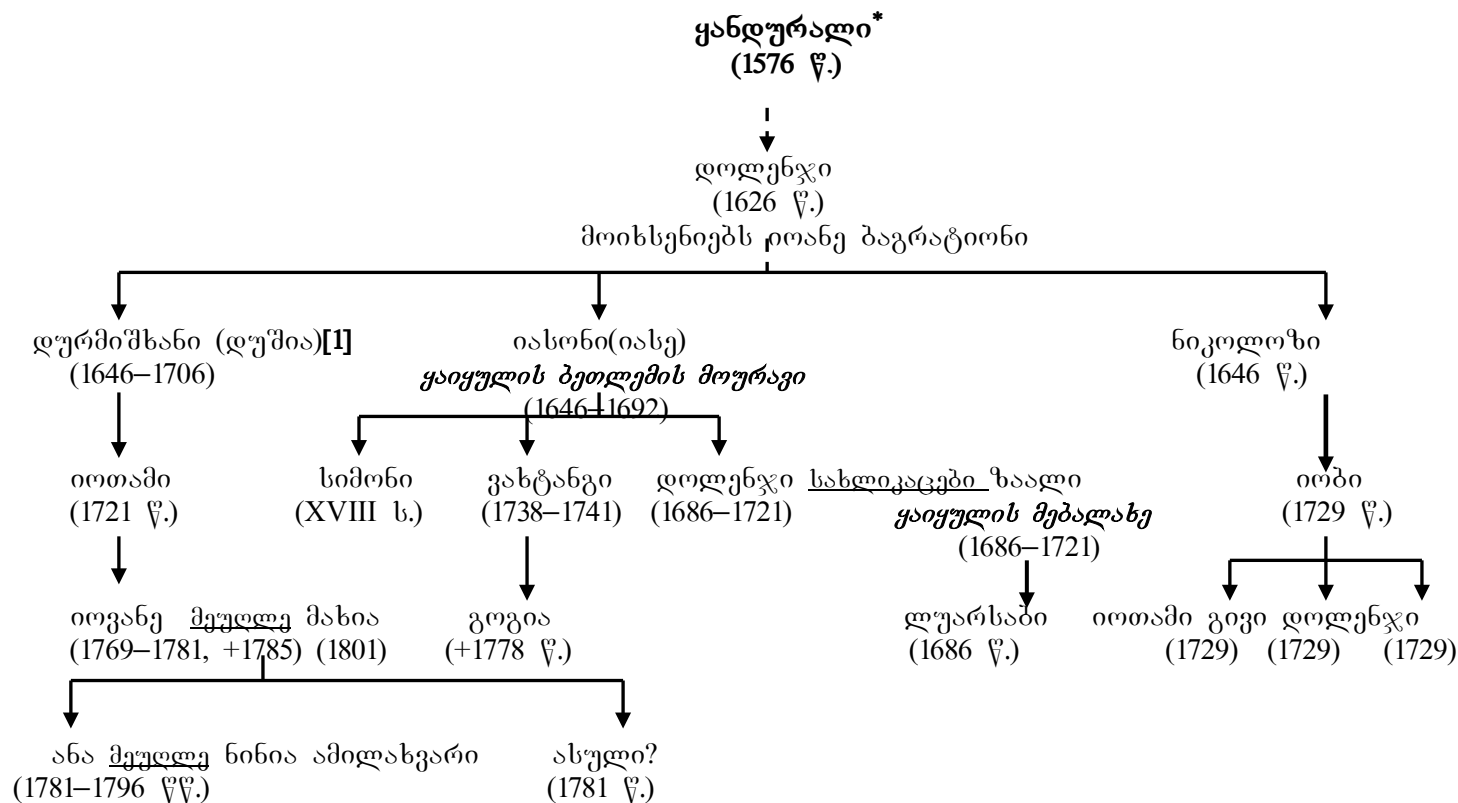 ყანდურალი*
(1576 წ.)
დოლენჯი
(1626 წ.)
მოიხსენიებს იოანე ბაგრატიონი
დურმიშხანი (დუშია)[1]
(1646–1706)
იასონი(იასე)
ყაიყულის ბეთლემის მოურავი
(1646–1692)
ნიკოლოზი
(1646 წ.)
იოთამი
(1721 წ.)
სიმონი
(XVIII ს.)
ვახტანგი
(1738–1741)
დოლენჯი სახლიკაცები ზაალი
(1686–1721)
ყაიყულის მებალახე
(1686–1721)
იობი
(1729 წ.)
იოვანე მეუღლე მახია
(1769–1781, +1785) (1801)
გოგია
(+1778 წ.)
ლუარსაბი
(1686 წ.)
იოთამი გივი დოლენჯი
(1729) (1729) (1729)
ანა მეუღლე ნინია ამილახვარი
(1781–1796 წწ.)
ასული?
(1781 წ.)